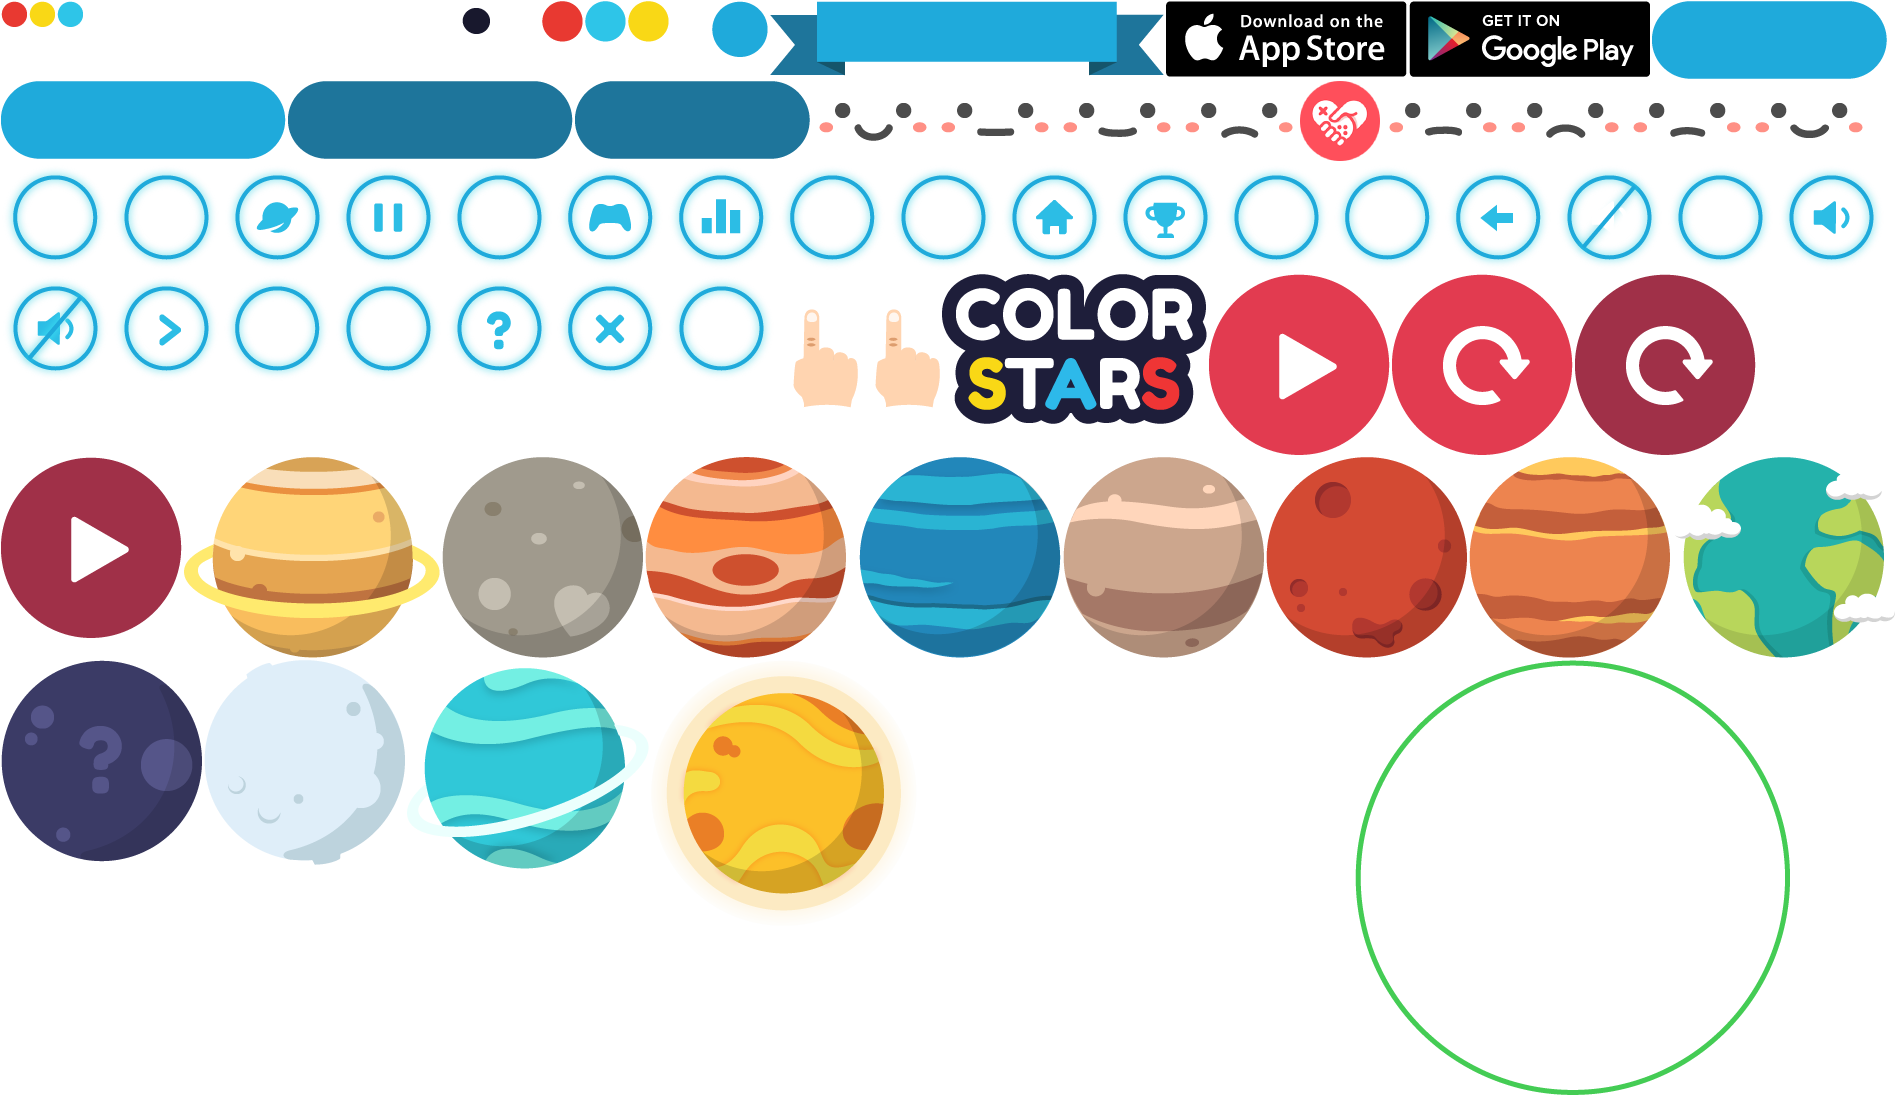 Download on the
App Store
GET IT ON
Google Play
?
COLOR
STARS
?